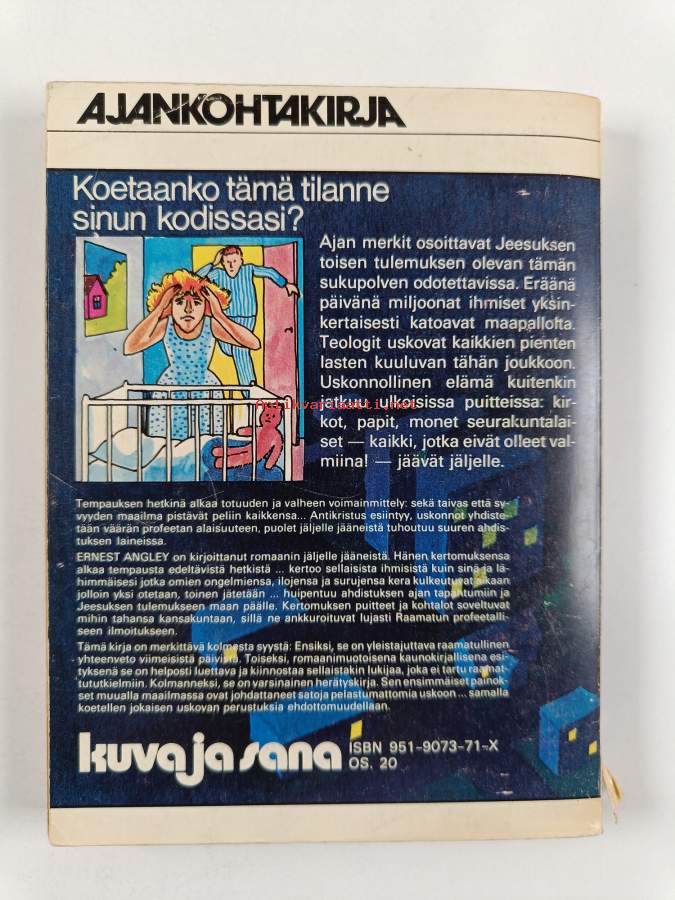 AJANKOHTAKIRJA
Koetaanko tämä tilanne
sinun kodissasi?
Ajan merkit osoittavat Jeesuksen
toisen tulemuksen olevan tämän
sukupolven odotettavissa. Eräänä
päivänä miljoonat ihmiset yksin-
kertaisesti katoavat maapallolta.
Teologit uskovat kaikkien pienten
lasten kuuluvan tähän joukkoon.
Uskonnollinen elämä kuitenkin
jatkuu ulkoisissa puitteissa: kir-
kot, papit, monet seurakuntalai-
set — kaikki, jotka eivät olleet val-
miina! — jäävät jäljelle.
Antikvariaatti.net
Tempauksen hetkinä alkaa totuuden ja valheen voimainmittely: sekä taivas että sy-
vyyden maailma pistävät peliin kaikkensa... Antikristus esiintyy, uskonnot yhdiste-
tään väärän profeetan alaisuuteen, puolet jäljelle jääneistä tuhoutuu suuren ahdis-
tuksen laineissa.
ERNEST ANGLEY on kirjoittanut romaanin jäljelle jääneistä. Hänen kertomuksensa
alkaa tempausta edeltävistä hetkistä ... kertoo sellaisista ihmisistä kuin sinä ja lä-
himmäisesi jotka omien ongelmiensa, ilojensa ja surujensa kera kulkeutuvat aikaan
jolloin yksi otetaan, toinen jätetään ... huipentuu ahdistuksen ajan tapahtumiin ja
Jeesuksen tulemukseen maan päälle. Kertomuksen puitteet ja kohtalot soveltuvat
mihin tahansa kansakuntaan, sillä ne ankkuroituvat lujasti Raamatun profeetalli-
seen ilmoitukseen.
Tämä kirja on merkittävä kolmesta syystä: Ensiksi, se on yleistajuttava raamatullinen
yhteenveto viimeisistä päivistä. Toiseksi, romaanimuotoisena kaunokirjallisena esi-
tyksenä se on helposti luettava ja kiinnostaa sellaistakin lukijaa, joka ei tartu raamat-
tututkielmiin. Kolmanneksi, se on varsinainen herätyskirja. Sen ensimmäiset painok-
set muualla maailmassa ovat johdattaneet satoja pelastumattomia uskoon ... samalla
koetellen jokaisen uskovan perustuksia ehdottomuudellaan.
kuva ja sana
ISBN 951-9073-71-X
OS. 20